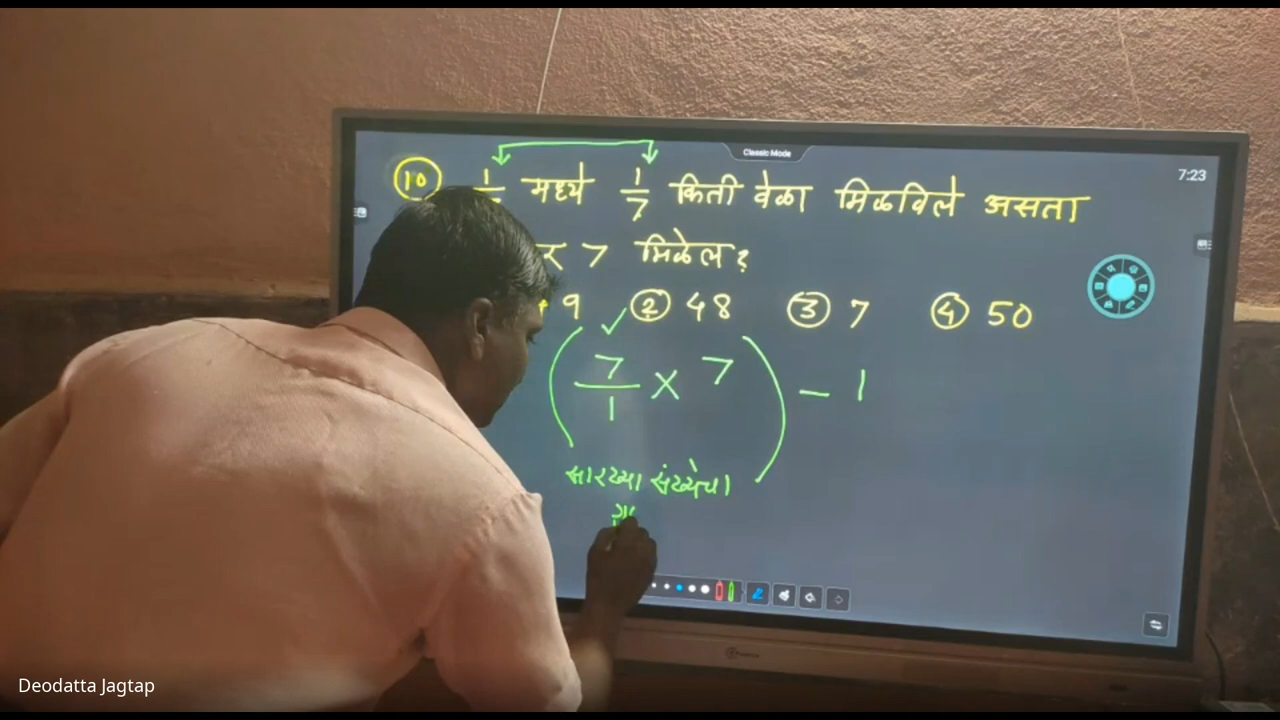 Classic Mode
7:23
10 1 मध्ये 1/7 किती वेळा मिळविले असता
र 7 मिळेल?
9 2 48 3 7 4 50
(7/1 × 7) - 1
सारख्या संख्येचा
Deodatta Jagtap